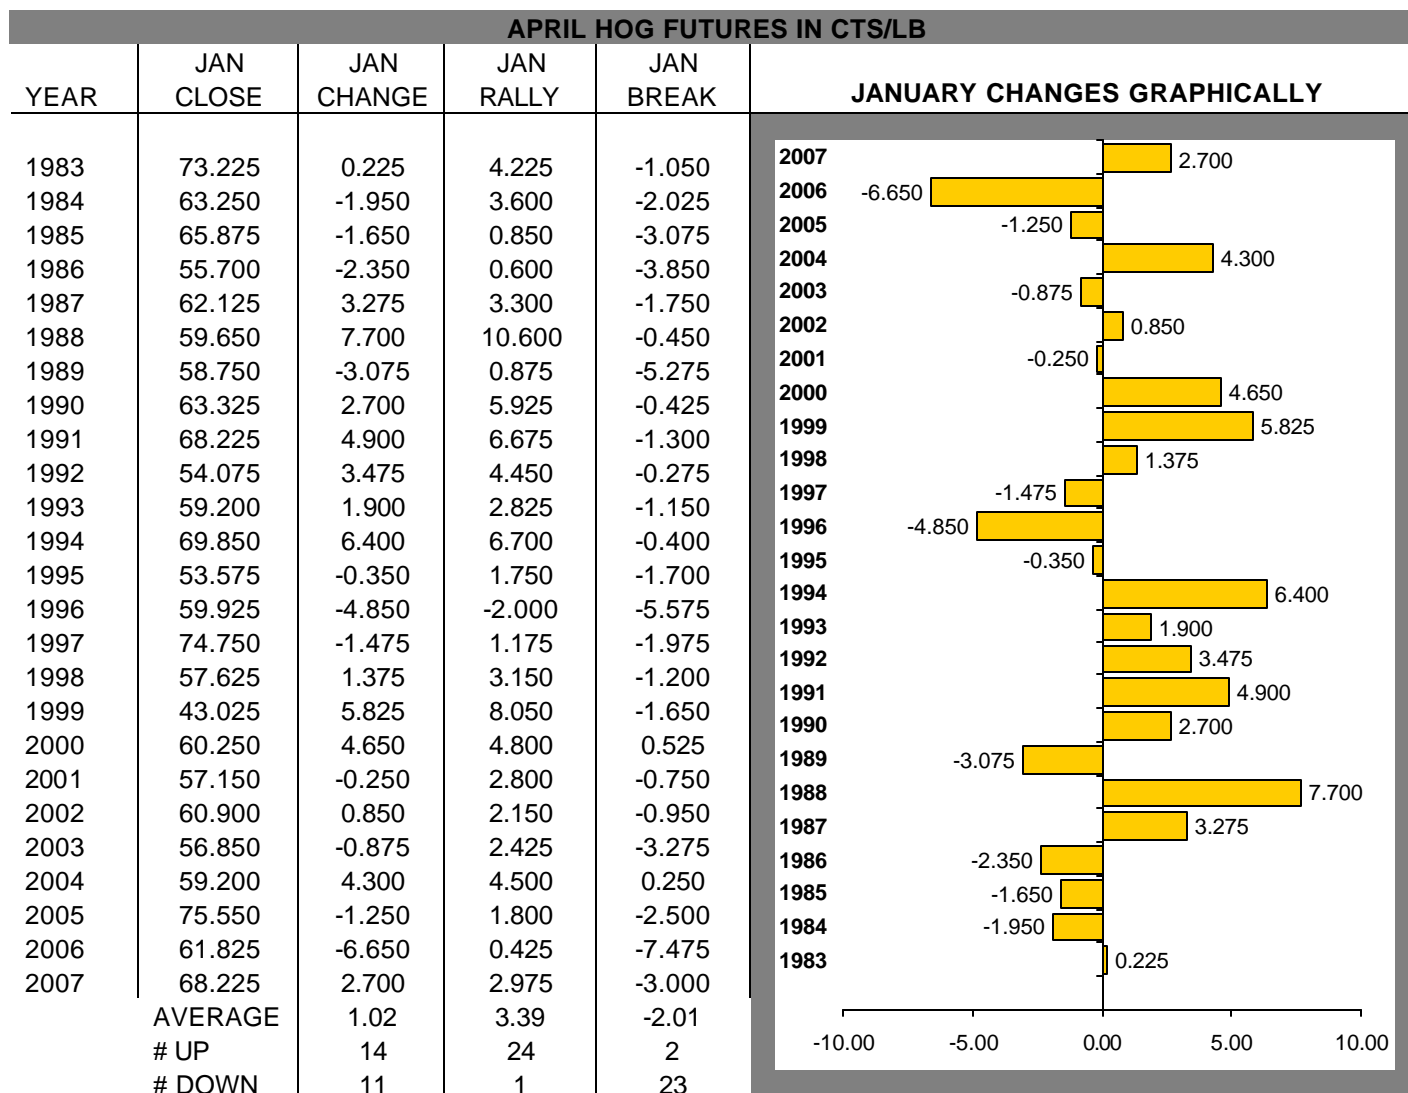 APRIL HOG FUTURES IN CTS/LB
JAN JAN JAN JAN
YEAR CLOSE CHANGE RALLY BREAK JANUARY CHANGES GRAPHICALLY
1983 73.225 0.225 4.225 -1.050
1984 63.250 -1.950 3.600 -2.025
1985 65.875 -1.650 0.850 -3.075
1986 55.700 -2.350 0.600 -3.850
1987 62.125 3.275 3.300 -1.750
1988 59.650 7.700 10.600 -0.450
1989 58.750 -3.075 0.875 -5.275
1990 63.325 2.700 5.925 -0.425
1991 68.225 4.900 6.675 -1.300
1992 54.075 3.475 4.450 -0.275
1993 59.200 1.900 2.825 -1.150
1994 69.850 6.400 6.700 -0.400
1995 53.575 -0.350 1.750 -1.700
1996 59.925 -4.850 -2.000 -5.575
1997 74.750 -1.475 1.175 -1.975
1998 57.625 1.375 3.150 -1.200
1999 43.025 5.825 8.050 -1.650
2000 60.250 4.650 4.800 0.525
2001 57.150 -0.250 2.800 -0.750
2002 60.900 0.850 2.150 -0.950
2003 56.850 -0.875 2.425 -3.275
2004 59.200 4.300 4.500 0.250
2005 75.550 -1.250 1.800 -2.500
2006 61.825 -6.650 0.425 -7.475
2007 68.225 2.700 2.975 -3.000
AVERAGE 1.02 3.39 -2.01
# UP 14 24 2
# DOWN 11 1 23
2007 2.700
2006 -6.650
2005 -1.250
2004 4.300
2003 -0.875
2002 0.850
2001 -0.250
2000 4.650
1999 5.825
1998 1.375
1997 -1.475
1996 -4.850
1995 -0.350
1994 6.400
1993 1.900
1992 3.475
1991 4.900
1990 2.700
1989 -3.075
1988 7.700
1987 3.275
1986 -2.350
1985 -1.650
1984 -1.950
1983 0.225
-10.00 -5.00 0.00 5.00 10.00